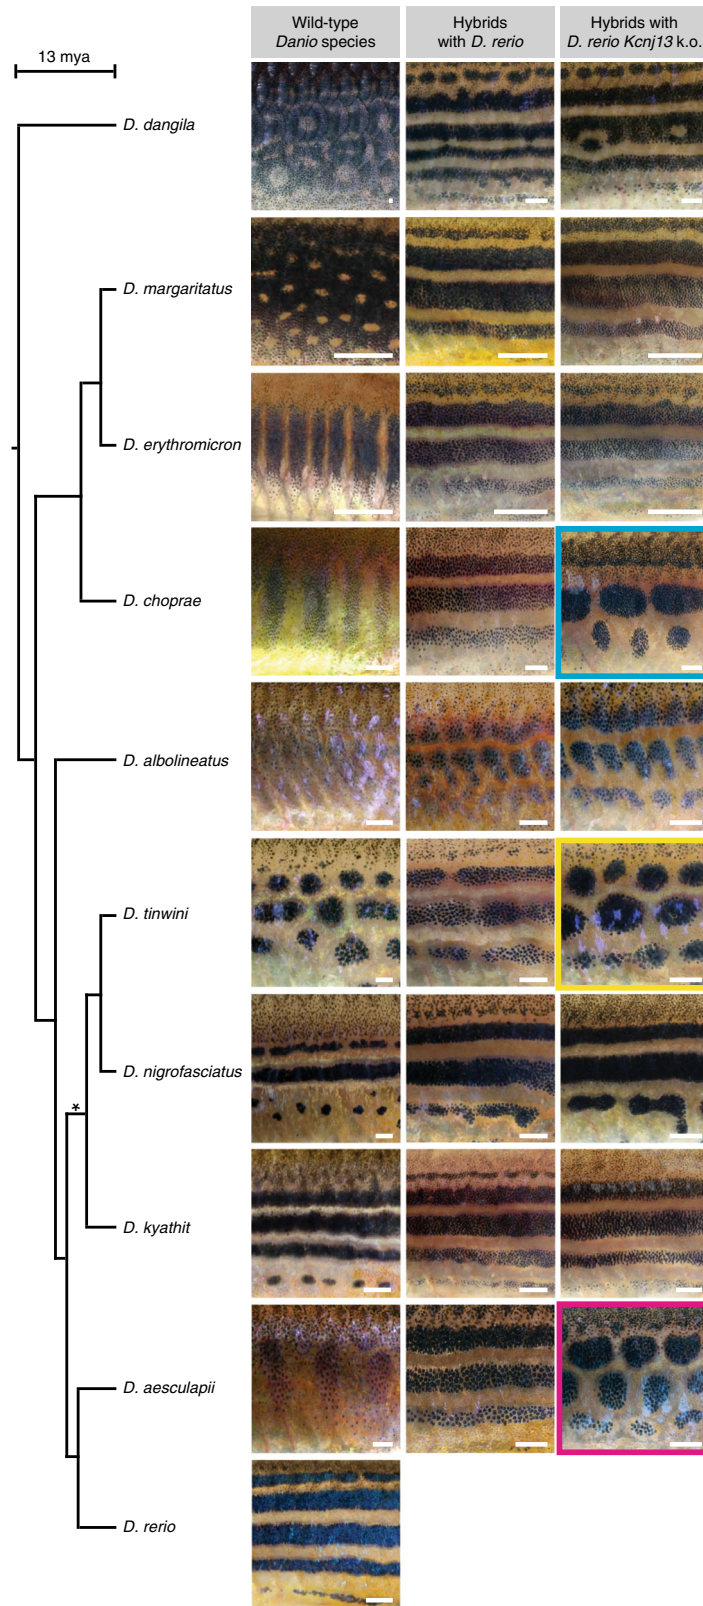 Wild-type
Danio species
Hybrids
with D. rerio
Hybrids with
D. rerio Kcnj13 k.o.
13 mya
D. dangila
D. margaritatus
D. erythromicron
D. choprae
D. albolineatus
D. tinwini
*
D. nigrofasciatus
D. kyathit
D. aesculapii
D. rerio